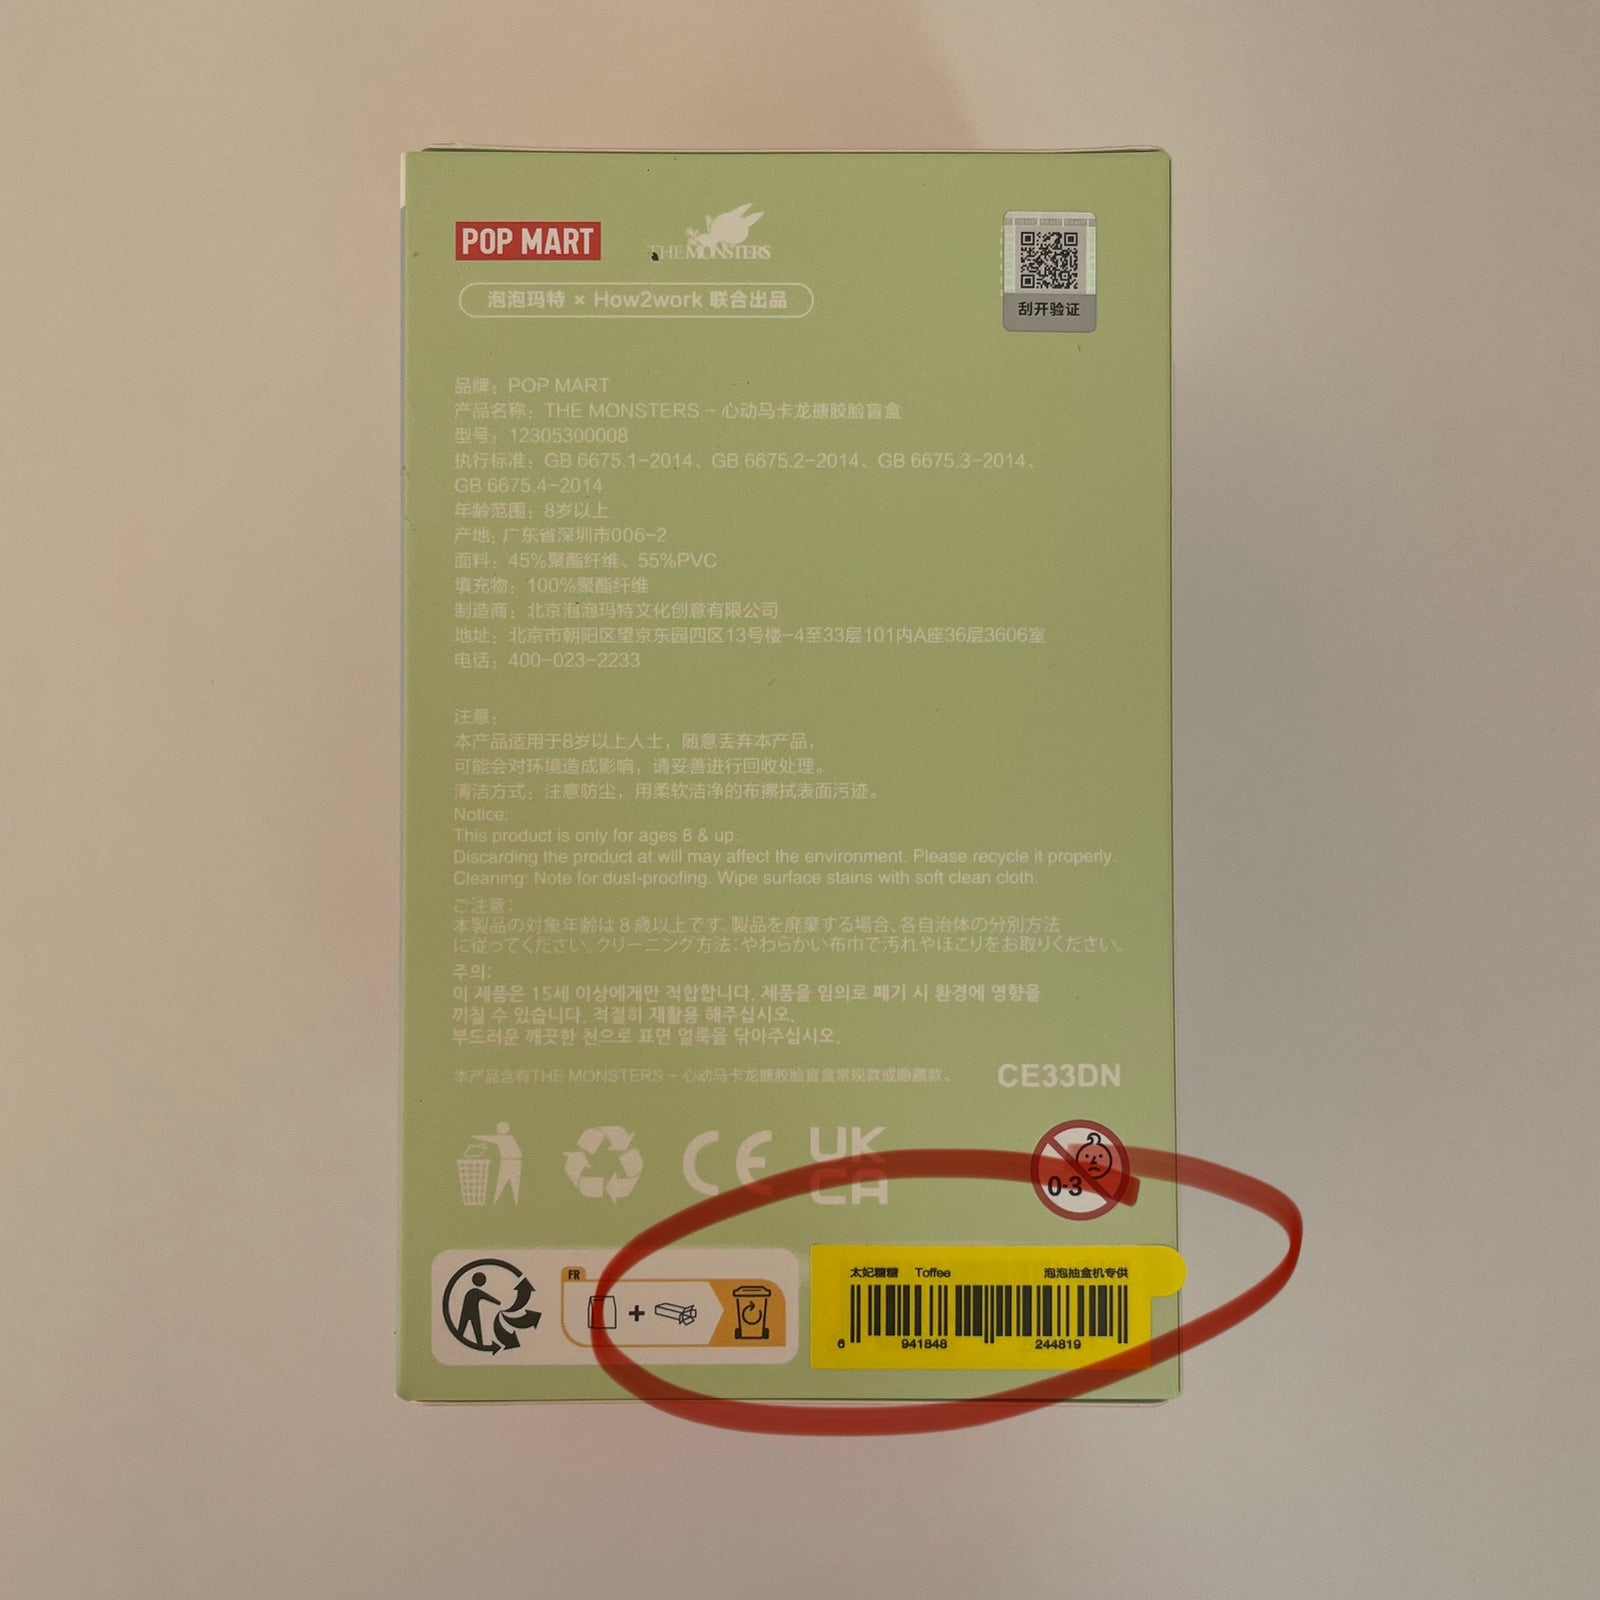 POP MART
THE MONSTERS
泡泡玛特 × How2work 联合出品
刮开验证
品牌：POP MART
产品名称：THE MONSTERS - 心动马卡龙搪胶脸盲盒
型号：12305300008
执行标准：GB 6675.1-2014、GB 6675.2-2014、GB 6675.3-2014、
GB 6675.4-2014
年龄范围：8岁以上
产地：广东省深圳市006-2
面料：45%聚酯纤维、55%PVC
填充物：100%聚酯纤维
制造商：北京泡泡玛特文化创意有限公司
地址：北京市朝阳区望京东园四区13号楼-4至33层101内A座36层3606室
电话：400-023-2233
注意：
本产品适用于8岁以上人士，随意丢弃本产品，
可能会对环境造成影响，请妥善进行回收处理。
清洁方式：注意防尘，用柔软洁净的布擦拭表面污迹。
Notice:
This product is only for ages 8 & up.
Discarding the product at will may affect the environment. Please recycle it properly.
Cleaning: Note for dust-proofing. Wipe surface stains with soft clean cloth.
ご注意：
本製品の対象年齢は８歳以上です。製品を廃棄する場合、各自治体の分別方法
に従ってください。クリーニング方法：やわらかい布巾で汚れやほこりをお取りください。
주의:
이 제품은 15세 이상에게만 적합합니다. 제품을 임의로 폐기 시 환경에 영향을
끼칠 수 있습니다. 적절히 재활용 해주십시오.
부드러운 깨끗한 천으로 표면 얼룩을 닦아주십시오.
本产品含有THE MONSTERS - 心动马卡龙搪胶脸盲盒常规款或隐藏款。
CE33DN
CE
UK
CA
0-3
FR
太妃糖糖 Toffee 泡泡抽盒机专供
6 941848 244819